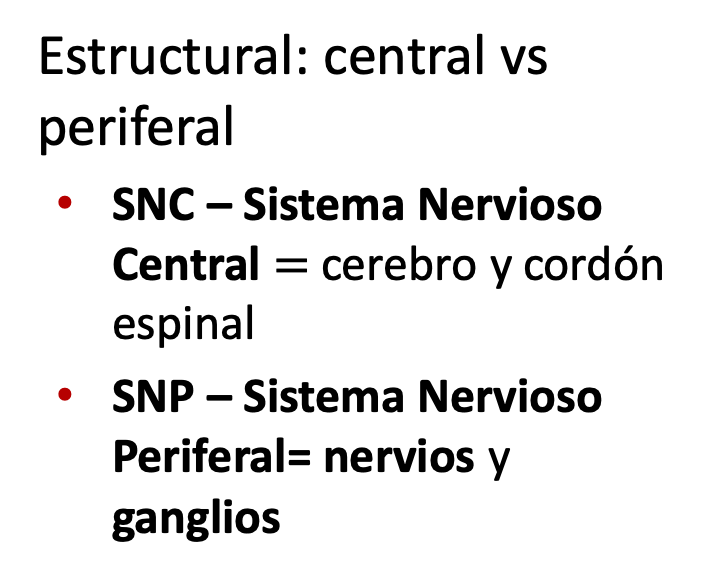 Estructural: central vs
periferal
• SNC – Sistema Nervioso
Central = cerebro y cordón
espinal
• SNP – Sistema Nervioso
Periferal= nervios y
ganglios